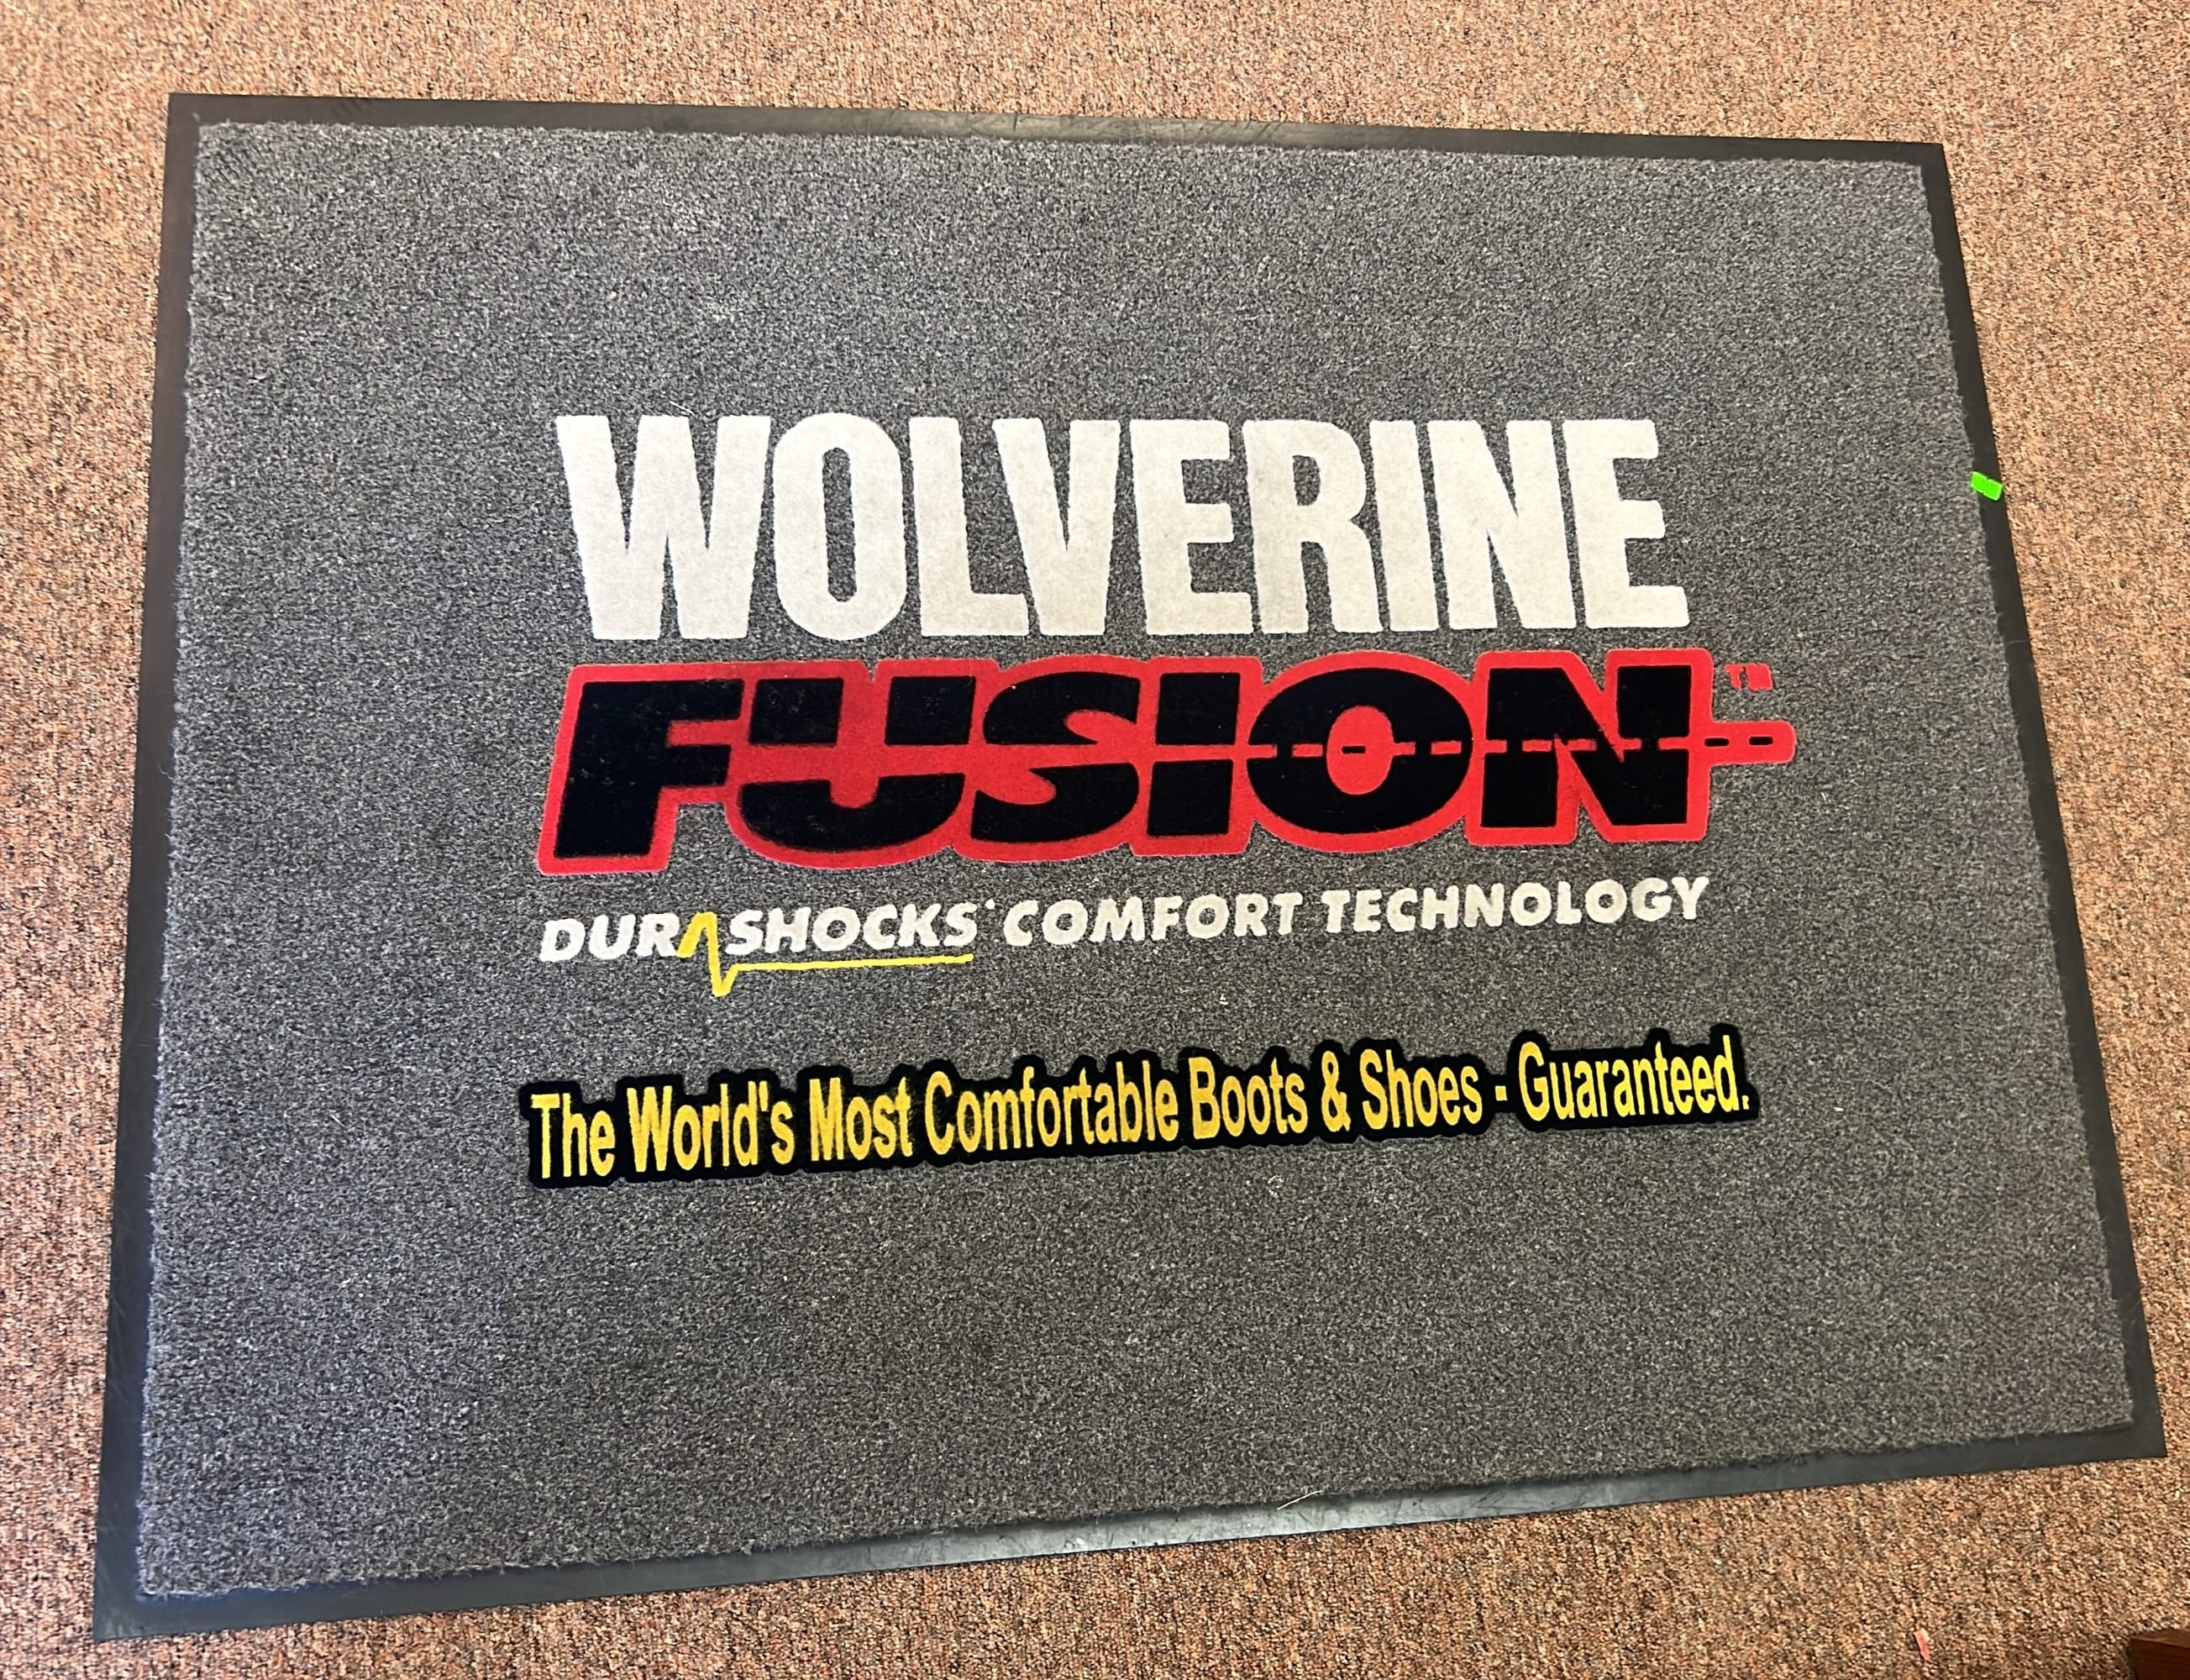 WOLVERINE
FUSION™
DURASHOCKS® COMFORT TECHNOLOGY
The World's Most Comfortable Boots & Shoes - Guaranteed.